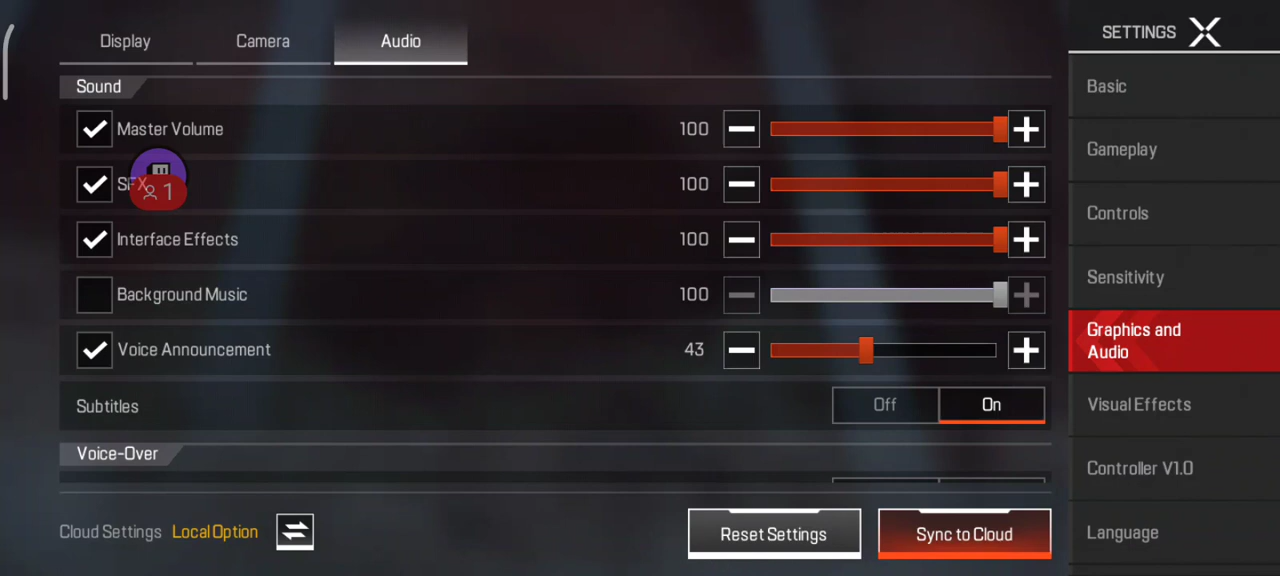 Display
Camera
Audio
SETTINGS
Sound
Basic
Master Volume
100
Gameplay
SFX
100
1
Controls
Interface Effects
100
Sensitivity
Background Music
100
Graphics and
Audio
Voice Announcement
43
Subtitles
Off
On
Visual Effects
Voice-Over
Controller V1.0
Cloud Settings
Local Option
Reset Settings
Sync to Cloud
Language